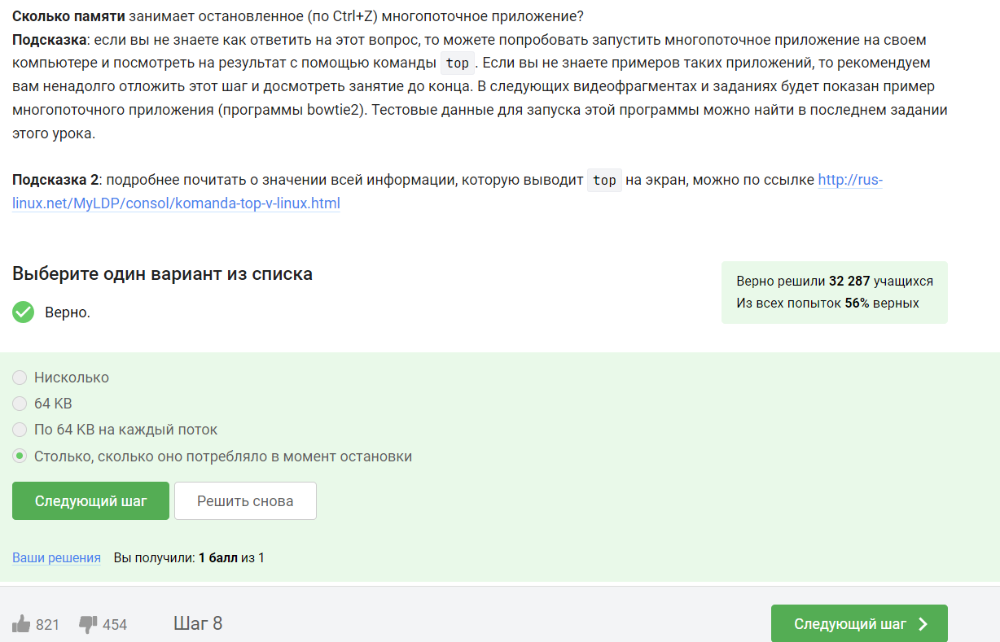 Сколько памяти занимает остановленное (по Ctrl+Z) многопоточное приложение?
Подсказка: если вы не знаете как ответить на этот вопрос, то можете попробовать запустить многопоточное приложение на своем
компьютере и посмотреть на результат с помощью команды top. Если вы не знаете примеров таких приложений, то рекомендуем
вам ненадолго отложить этот шаг и досмотреть занятие до конца. В следующих видеофрагментах и заданиях будет показан пример
многопоточного приложения (программы bowtie2). Тестовые данные для запуска этой программы можно найти в последнем задании
этого урока.
Подсказка 2: подробнее почитать о значении всей информации, которую выводит top на экран, можно по ссылке http://rus-
linux.net/MyLDP/consol/komanda-top-v-linux.html
Выберите один вариант из списка
Верно решили 32 287 учащихся
Из всех попыток 56% верных
Верно.
Нисколько
64 KB
По 64 KB на каждый поток
Столько, сколько оно потребляло в момент остановки
Следующий шаг Решить снова
Ваши решения Вы получили: 1 балл из 1
821 454 Шаг 8 Следующий шаг